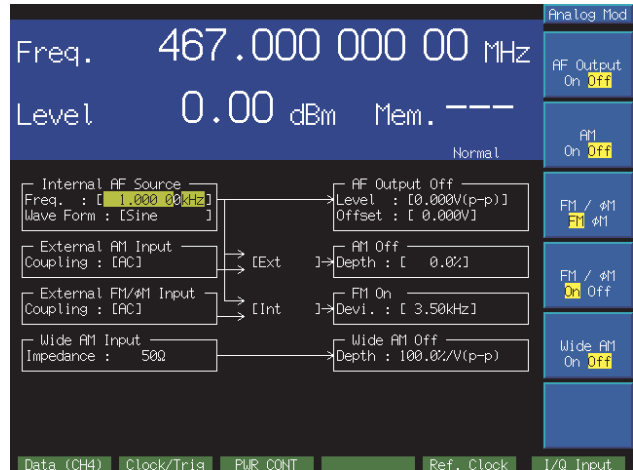 Analog Mod
Freq. 467.000 000 00 MHz
Level 0.00 dBm Mem. ---
Normal
AF Output
On Off
AM
On Off
FM / φM
FM φM
FM / φM
On Off
Wide AM
On Off
Internal AF Source
Freq. : [ 1.000 00kHz]
Wave Form : [Sine ]
AF Output Off
Level : [0.000V(p-p)]
Offset : [ 0.000V]
External AM Input
Coupling : [AC]
[Ext ]
AM Off
Depth : [ 0.0%]
External FM/φM Input
Coupling : [AC]
[Int ]
FM On
Devi. : [ 3.50kHz]
Wide AM Input
Impedance : 50Ω
Wide AM Off
Depth : 100.0%/V(p-p)
Data (CH4) Clock/Trig PWR CONT Ref. Clock I/Q Input